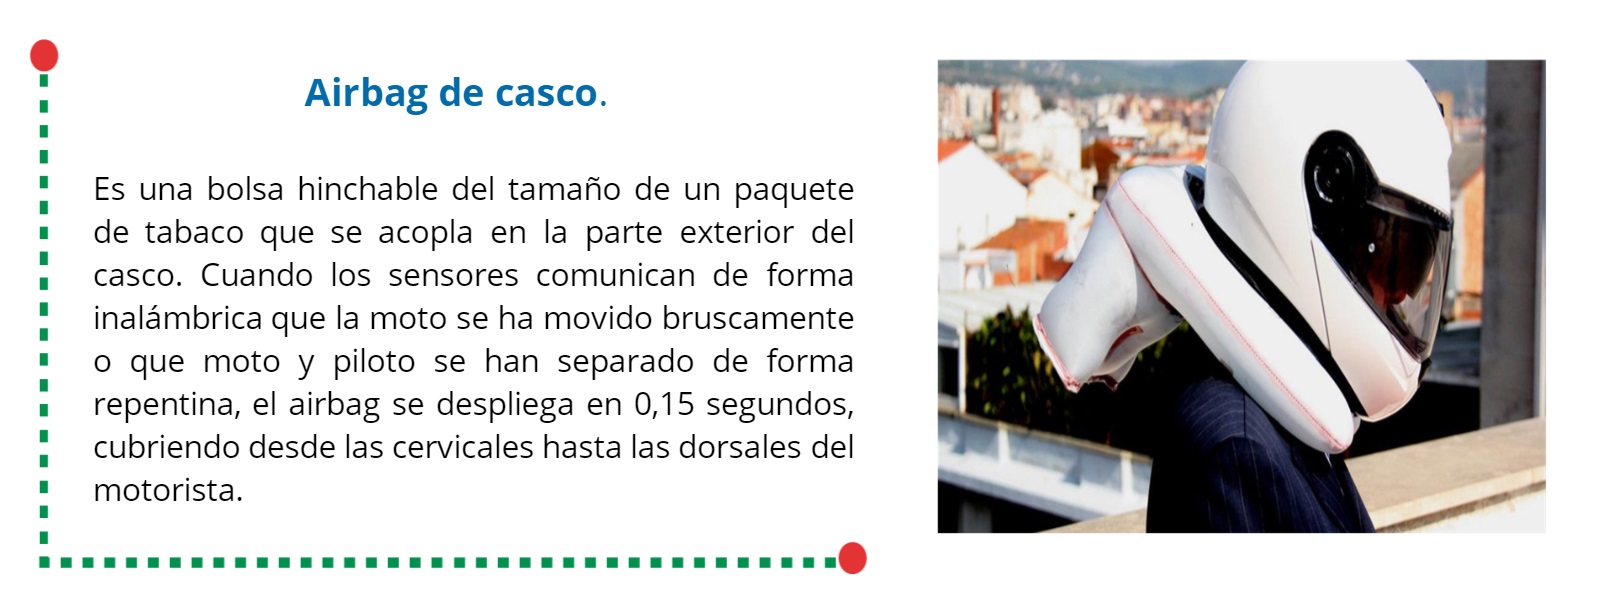 Airbag de casco.
Es una bolsa hinchable del tamaño de un paquete
de tabaco que se acopla en la parte exterior del
casco. Cuando los sensores comunican de forma
inalámbrica que la moto se ha movido bruscamente
o que moto y piloto se han separado de forma
repentina, el airbag se despliega en 0,15 segundos,
cubriendo desde las cervicales hasta las dorsales del
motorista.